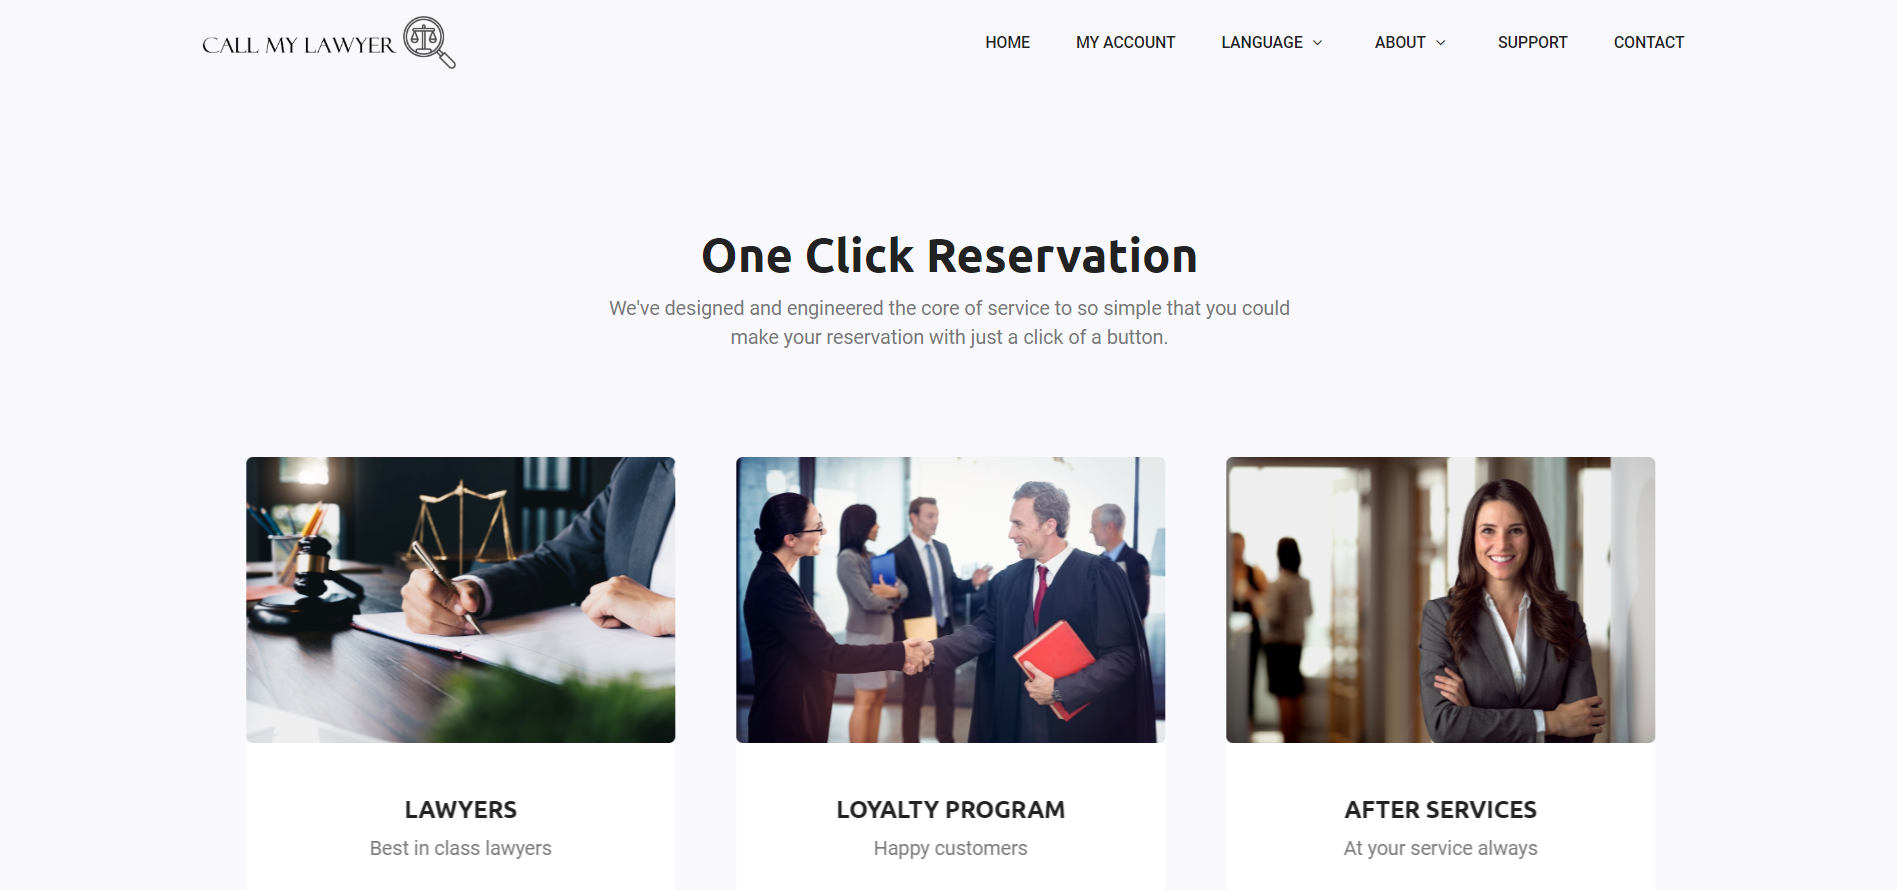 CALL MY LAWYER
HOME
MY ACCOUNT
LANGUAGE
ABOUT
SUPPORT
CONTACT
One Click Reservation
We've designed and engineered the core of service to so simple that you could
make your reservation with just a click of a button.
LAWYERS
Best in class lawyers
LOYALTY PROGRAM
Happy customers
AFTER SERVICES
At your service always